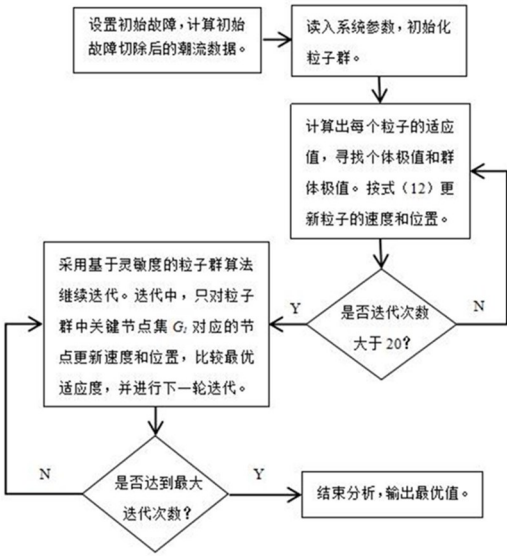 设置初始故障，计算初始
故障切除后的潮流数据。
读入系统参数，初始化
粒子群。
计算出每个粒子的适应
值，寻找个体极值和群
体极值。按式（12）更
新粒子的速度和位置。
是否迭代次数
大于20？
Y
N
采用基于灵敏度的粒子群算法
继续迭代。迭代中，只对粒子
群中关键节点集 G1 对应的节
点更新速度和位置，比较最优
适应度，并进行下一轮迭代。
是否达到最大
迭代次数？
N
Y
结束分析，输出最优值。